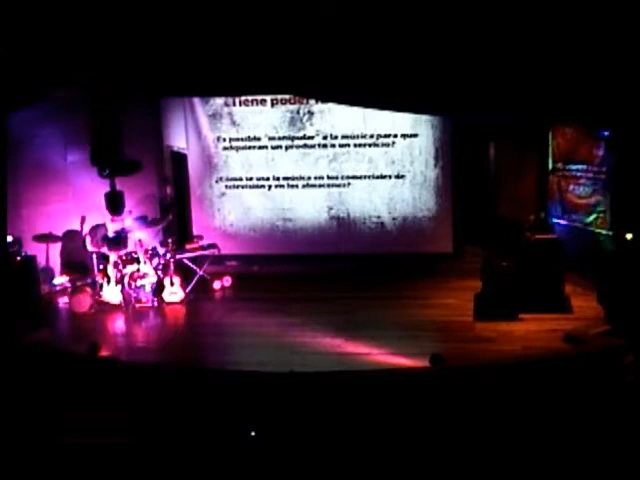 ¿Tiene poder
Es posible "manipular" a la música para que
adquieran un producto o un servicio?
¿Cómo se usa la música en los comerciales de
televisión y en los almacenes?